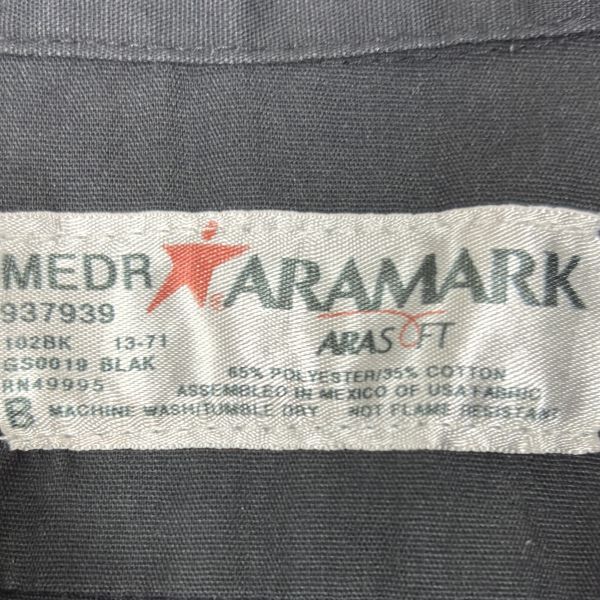 MEDR ARAMARK
937939
ARASOFT
102BK 13-71
GS0019 BLAK
65% POLYESTER/35% COTTON
RN49995
ASSEMBLED IN MEXICO OF USA FABRIC
B MACHINE WASH/TUMBLE DRY NOT FLAME RESISTANT